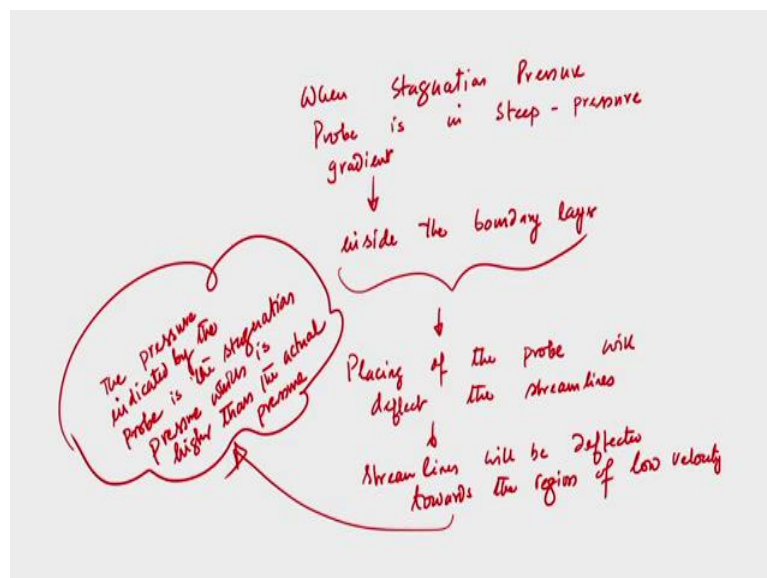 When Stagnation Pressure
Probe is in steep-pressure
gradient
inside the boundary layer
Placing of the probe will
deflect the streamlines
Streamlines will be deflected
towards the region of low velocity
The pressure
indicated by the
probe is the stagnation
pressure which is
higher than the actual
pressure